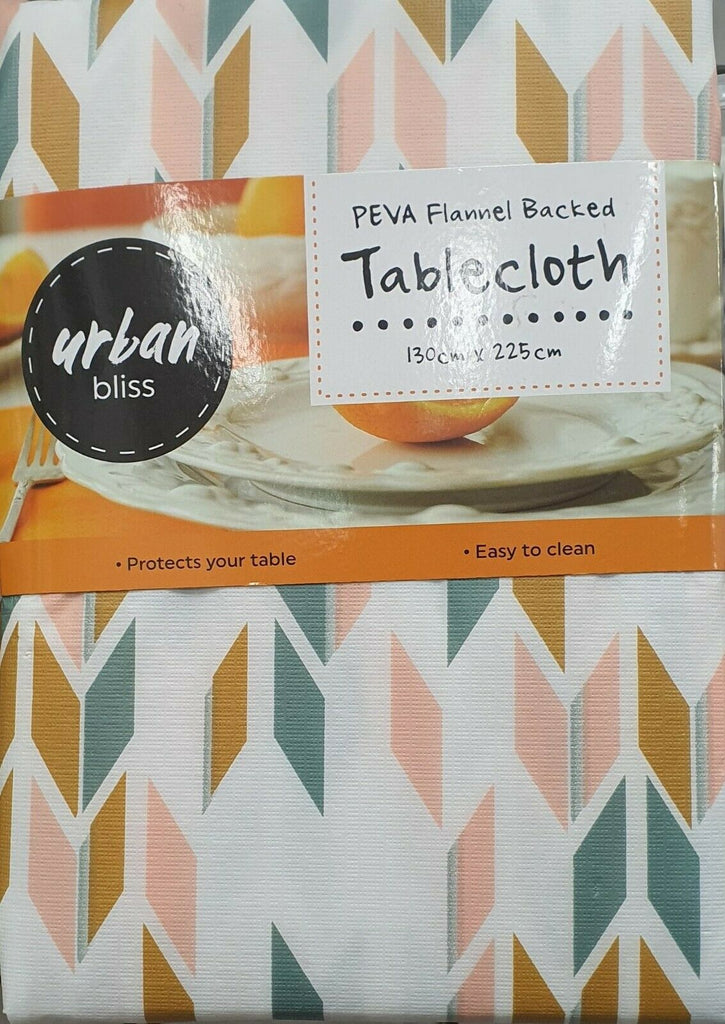 PEVA Flannel Backed
Tablecloth
130cm x 225cm
urban
bliss
• Protects your table
• Easy to clean